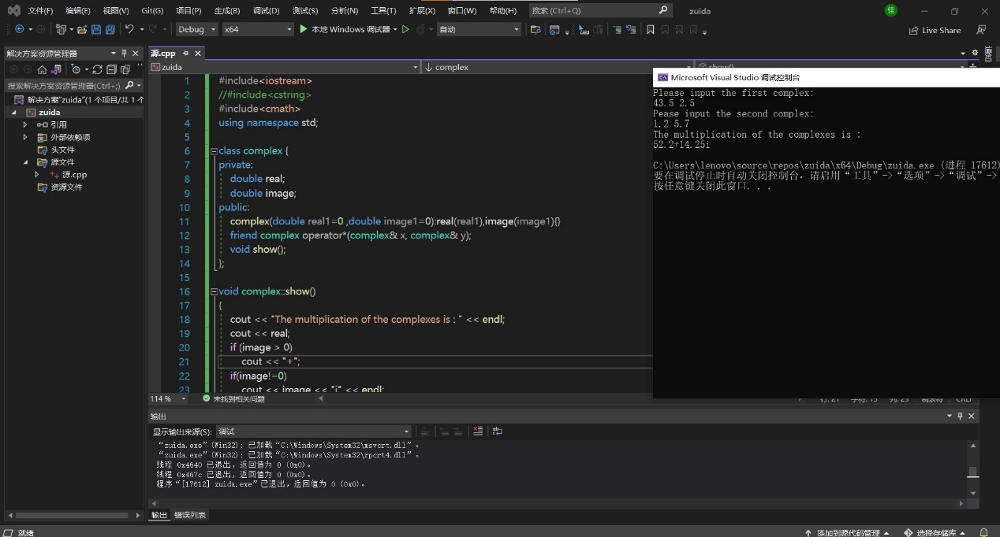 文件(F) 编辑(E) 视图(V) Git(G) 项目(P) 生成(B) 调试(D) 测试(S) 分析(N) 工具(T) 扩展(X) 窗口(W) 帮助(H) 搜索 (Ctrl+Q) zuida 佳
Debug x64 本地 Windows 调试器 自动 Live Share
解决方案资源管理器
搜索解决方案资源管理器(Ctrl+;)
解决方案"zuida"(1 个项目/共 1 个
zuida
引用
外部依赖项
头文件
源文件
源.cpp
资源文件
源.cpp
zuida complex show()
1 #include<iostream>
2 //#include<cstring>
3 #include<cmath>
4 using namespace std;
5
6 class complex {
7 private:
8 double real;
9 double image;
10 public:
11 complex(double real1=0 ,double image1=0):real(real1),image(image1){}
12 friend complex operator*(complex& x, complex& y);
13 void show();
14 };
15
16 void complex::show()
17 {
18 cout << "The multiplication of the complexes is : " << endl;
19 cout << real;
20 if (image > 0)
21 cout << "+";
22 if(image!=0)
23 cout << image << "i" << endl;
114 % 未找到相关问题
Microsoft Visual Studio 调试控制台
Please input the first complex:
43.5 2.5
Pease input the second complex:
1.2 5.7
The multiplication of the complexes is :
52.2+14.25i
C:\Users\lenovo\source\repos\zuida\x64\Debug\zuida.exe (进程 17612)
要在调试停止时自动关闭控制台，请启用“工具”->“选项”->“调试”->
按任意键关闭此窗口. . .
通知
输出
显示输出来源(S): 调试
“zuida.exe”(Win32): 已加载“C:\Windows\System32\msvcrt.dll”。
“zuida.exe”(Win32): 已加载“C:\Windows\System32\rpcrt4.dll”。
线程 0x4640 已退出，返回值为 0 (0x0)。
线程 0x467c 已退出，返回值为 0 (0x0)。
程序“[17612] zuida.exe”已退出，返回值为 0 (0x0)。
输出 错误列表
就绪 添加到源代码管理 选择存储库